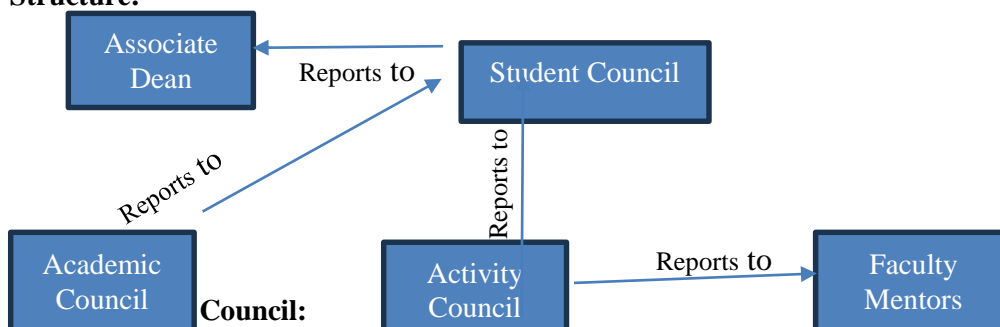 Structure:
Associate
Dean
Reports to
Student Council
Reports to
Reports to
Academic
Council
Council:
Activity
Council
Reports to
Faculty
Mentors